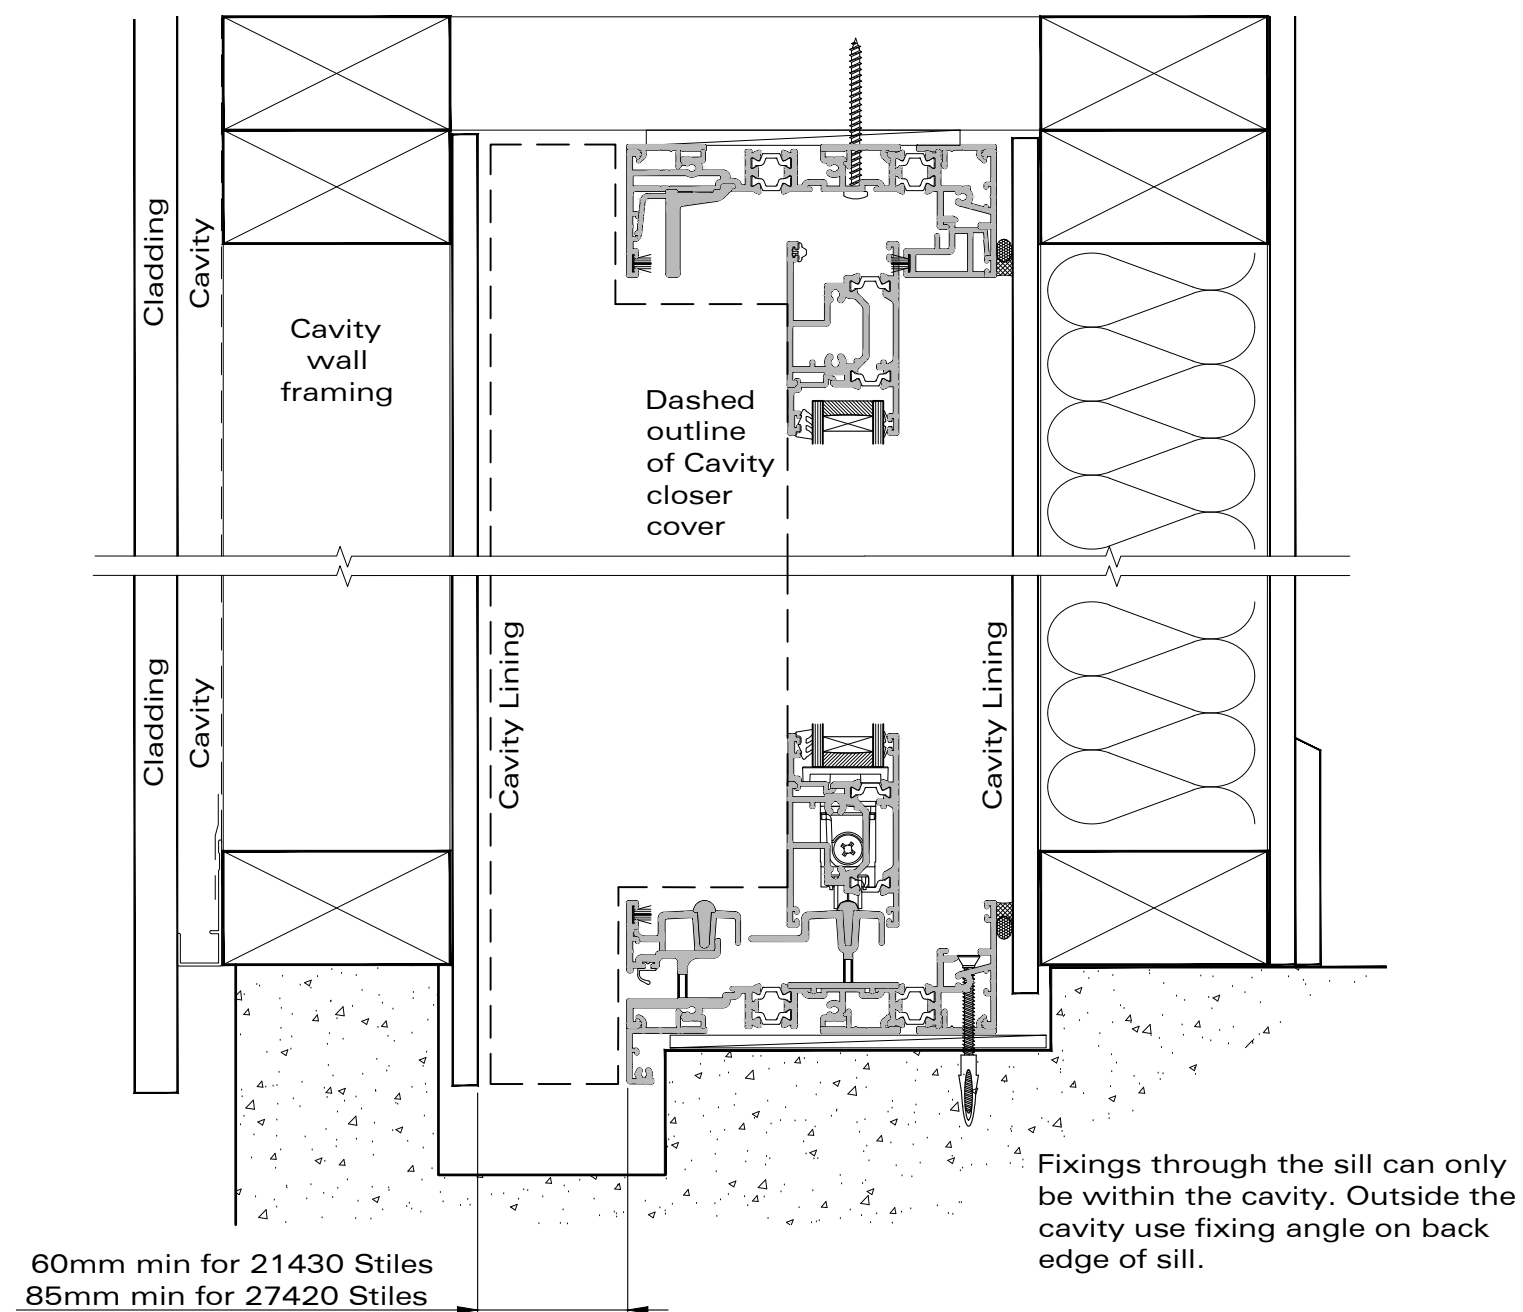 Cladding
Cavity
Cavity
wall
framing
Dashed
outline
of Cavity
closer
cover
Cladding
Cavity
Cavity Lining
Cavity Lining
Fixings through the sill can only
be within the cavity. Outside the
cavity use fixing angle on back
edge of sill.
60mm min for 21430 Stiles
85mm min for 27420 Stiles